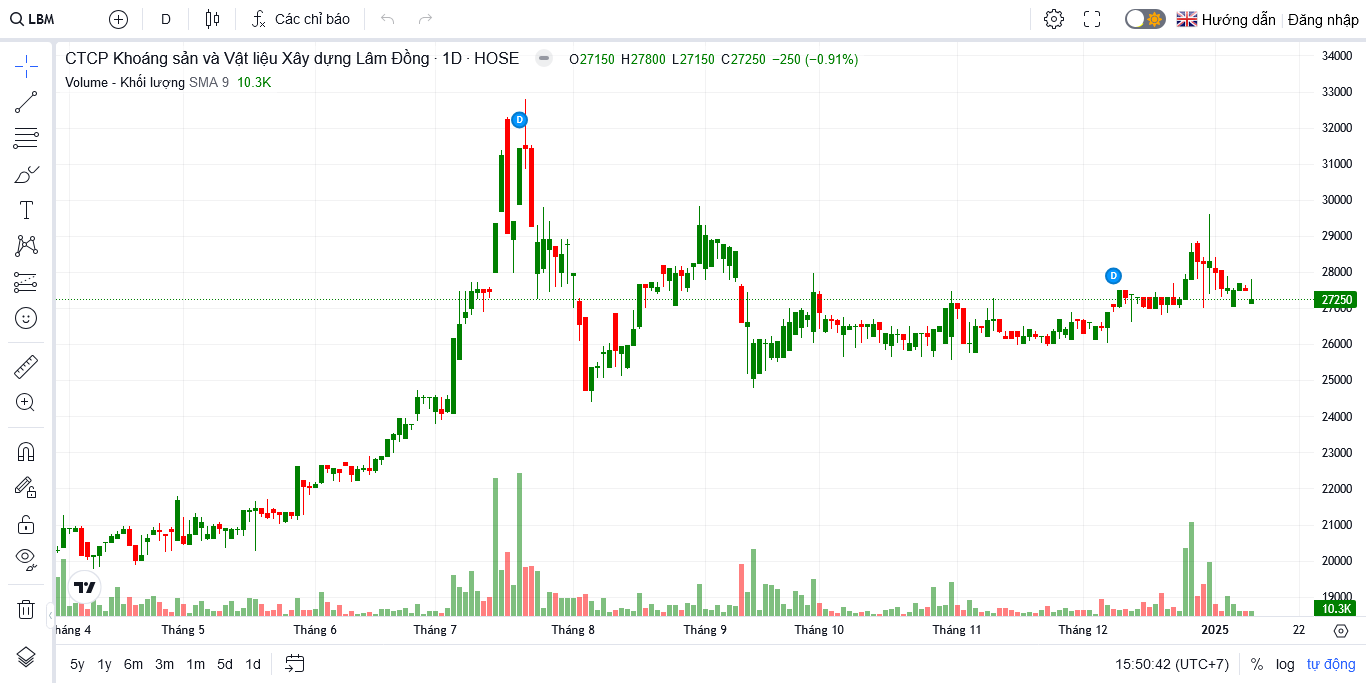 LBM D Các chỉ báo Hướng dẫn Đăng nhập
CTCP Khoáng sản và Vật liệu Xây dựng Lâm Đồng · 1D · HOSE O27150 H27800 L27150 C27250 −250 (−0.91%)
Volume - Khối lượng SMA 9 10.3K
34000
33000
D
32000
31000
30000
29000
28000
D
27250
27000
26000
25000
24000
23000
22000
21000
20000
19000
10.3K
háng 4 Tháng 5 Tháng 6 Tháng 7 Tháng 8 Tháng 9 Tháng 10 Tháng 11 Tháng 12 2025 22
5y 1y 6m 3m 1m 5d 1d 15:50:42 (UTC+7) % log tự động